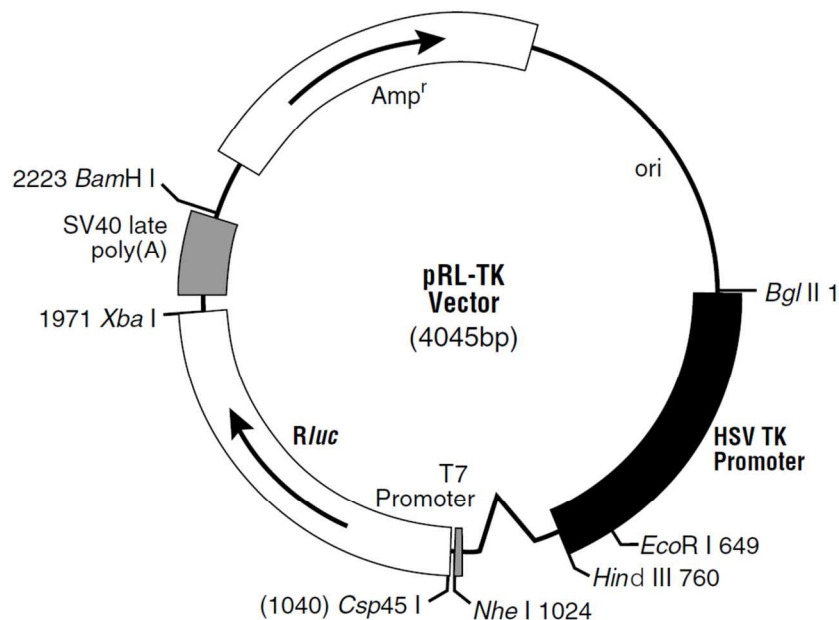 Ampʳ
ori
2223 BamH I
SV40 late
poly(A)
pRL-TK
Vector
(4045bp)
Bgl II 1
1971 Xba I
Rluc
HSV TK
Promoter
T7
Promoter
EcoR I 649
Hind III 760
(1040) Csp45 I
Nhe I 1024